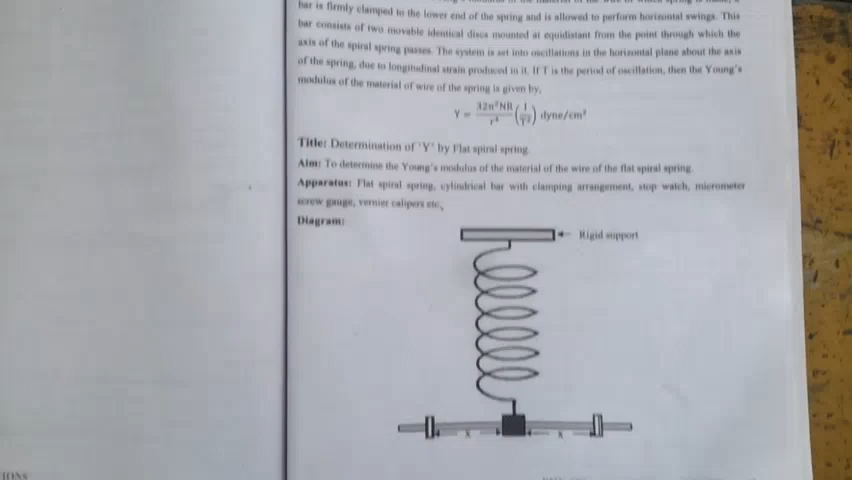 bar is firmly clamped to the lower end of the spring and is allowed to perform horizontal swings. This
bar consists of two movable identical discs mounted at equidistant from the point through which the
axis of the spiral spring passes. The system is set into oscillations in the horizontal plane about the axis
of the spring, due to longitudinal strain produced in it. If T is the period of oscillation, then the Young's
modulus of the material of wire of the spring is given by,
Y = 32π²NR/r⁴ (I/T²) dyne/cm²
Title: Determination of 'Y' by Flat spiral spring.
Aim: To determine the Young's modulus of the material of the wire of the flat spiral spring.
Apparatus: Flat spiral spring, cylindrical bar with clamping arrangement, stop watch, micrometer
screw gauge, vernier calipers etc.,
Diagram:
Rigid support
X X
IONS